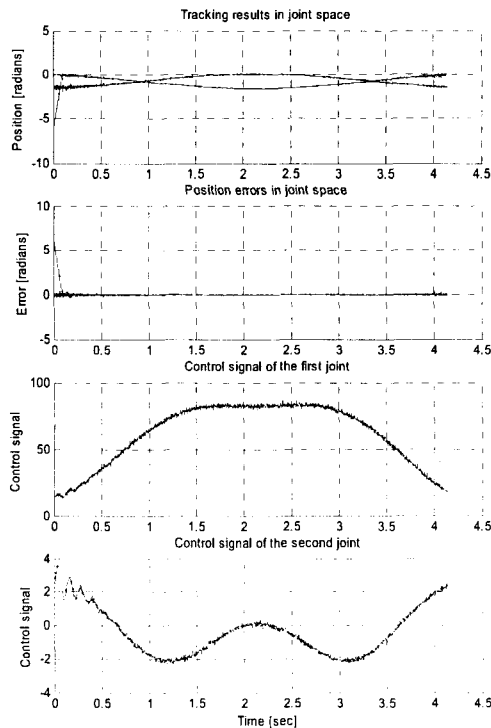 Tracking results in joint space
Position [radians]
5
0
-5
-10
0 0.5 1 1.5 2 2.5 3 3.5 4 4.5
Position errors in joint space
Error [radians]
10
5
0
-5
0 0.5 1 1.5 2 2.5 3 3.5 4 4.5
Control signal of the first joint
Control signal
100
50
0
0 0.5 1 1.5 2 2.5 3 3.5 4 4.5
Control signal of the second joint
Control signal
4
2
0
-2
-4
0 0.5 1 1.5 2 2.5 3 3.5 4 4.5
Time [sec]